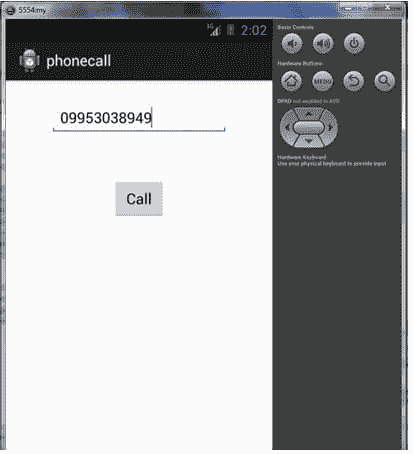 5554:my
3G 2:02
phonecall
09953038949
Call
Basic Controls
Hardware Buttons
MENU
DPAD not enabled in AVD
Hardware Keyboard
Use your physical keyboard to provide input